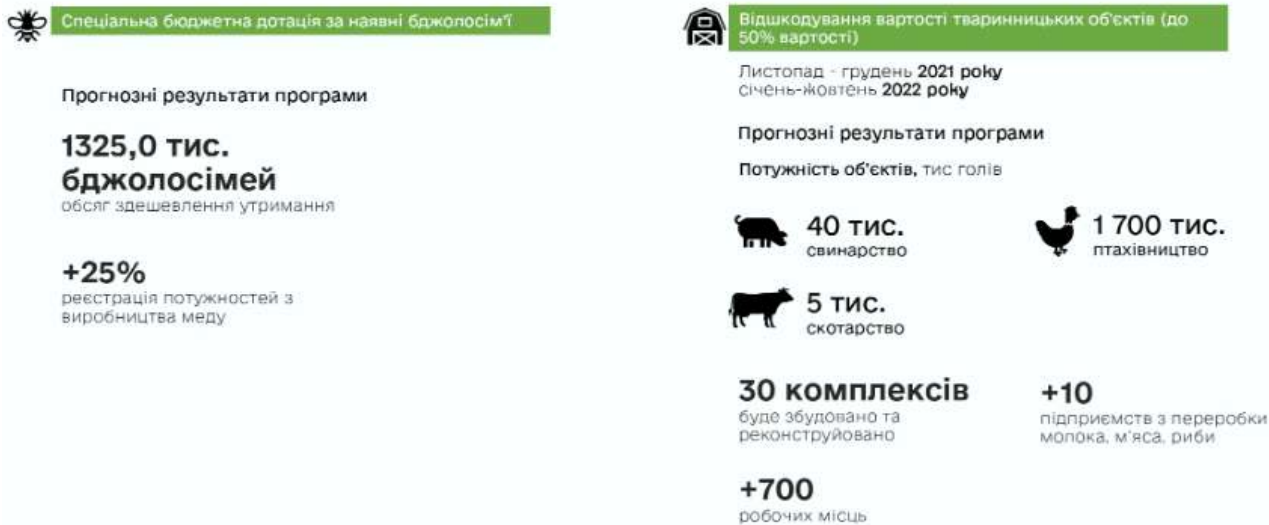 Спеціальна бюджетна дотація за наявні бджолосім'ї
Прогнозні результати програми
1325,0 тис.
бджолосімей
обсяг здешевлення утримання
+25%
реєстрація потужностей з
виробництва меду
Відшкодування вартості тваринницьких об'єктів (до
50% вартості)
Листопад - грудень 2021 року
січень-жовтень 2022 року
Прогнозні результати програми
Потужність об'єктів, тис голів
40 тис.
свинарство
1 700 тис.
птахівництво
5 тис.
скотарство
30 комплексів
буде збудовано та
реконструйовано
+10
підприємств з переробки
молока, м'яса, риби
+700
робочих місць